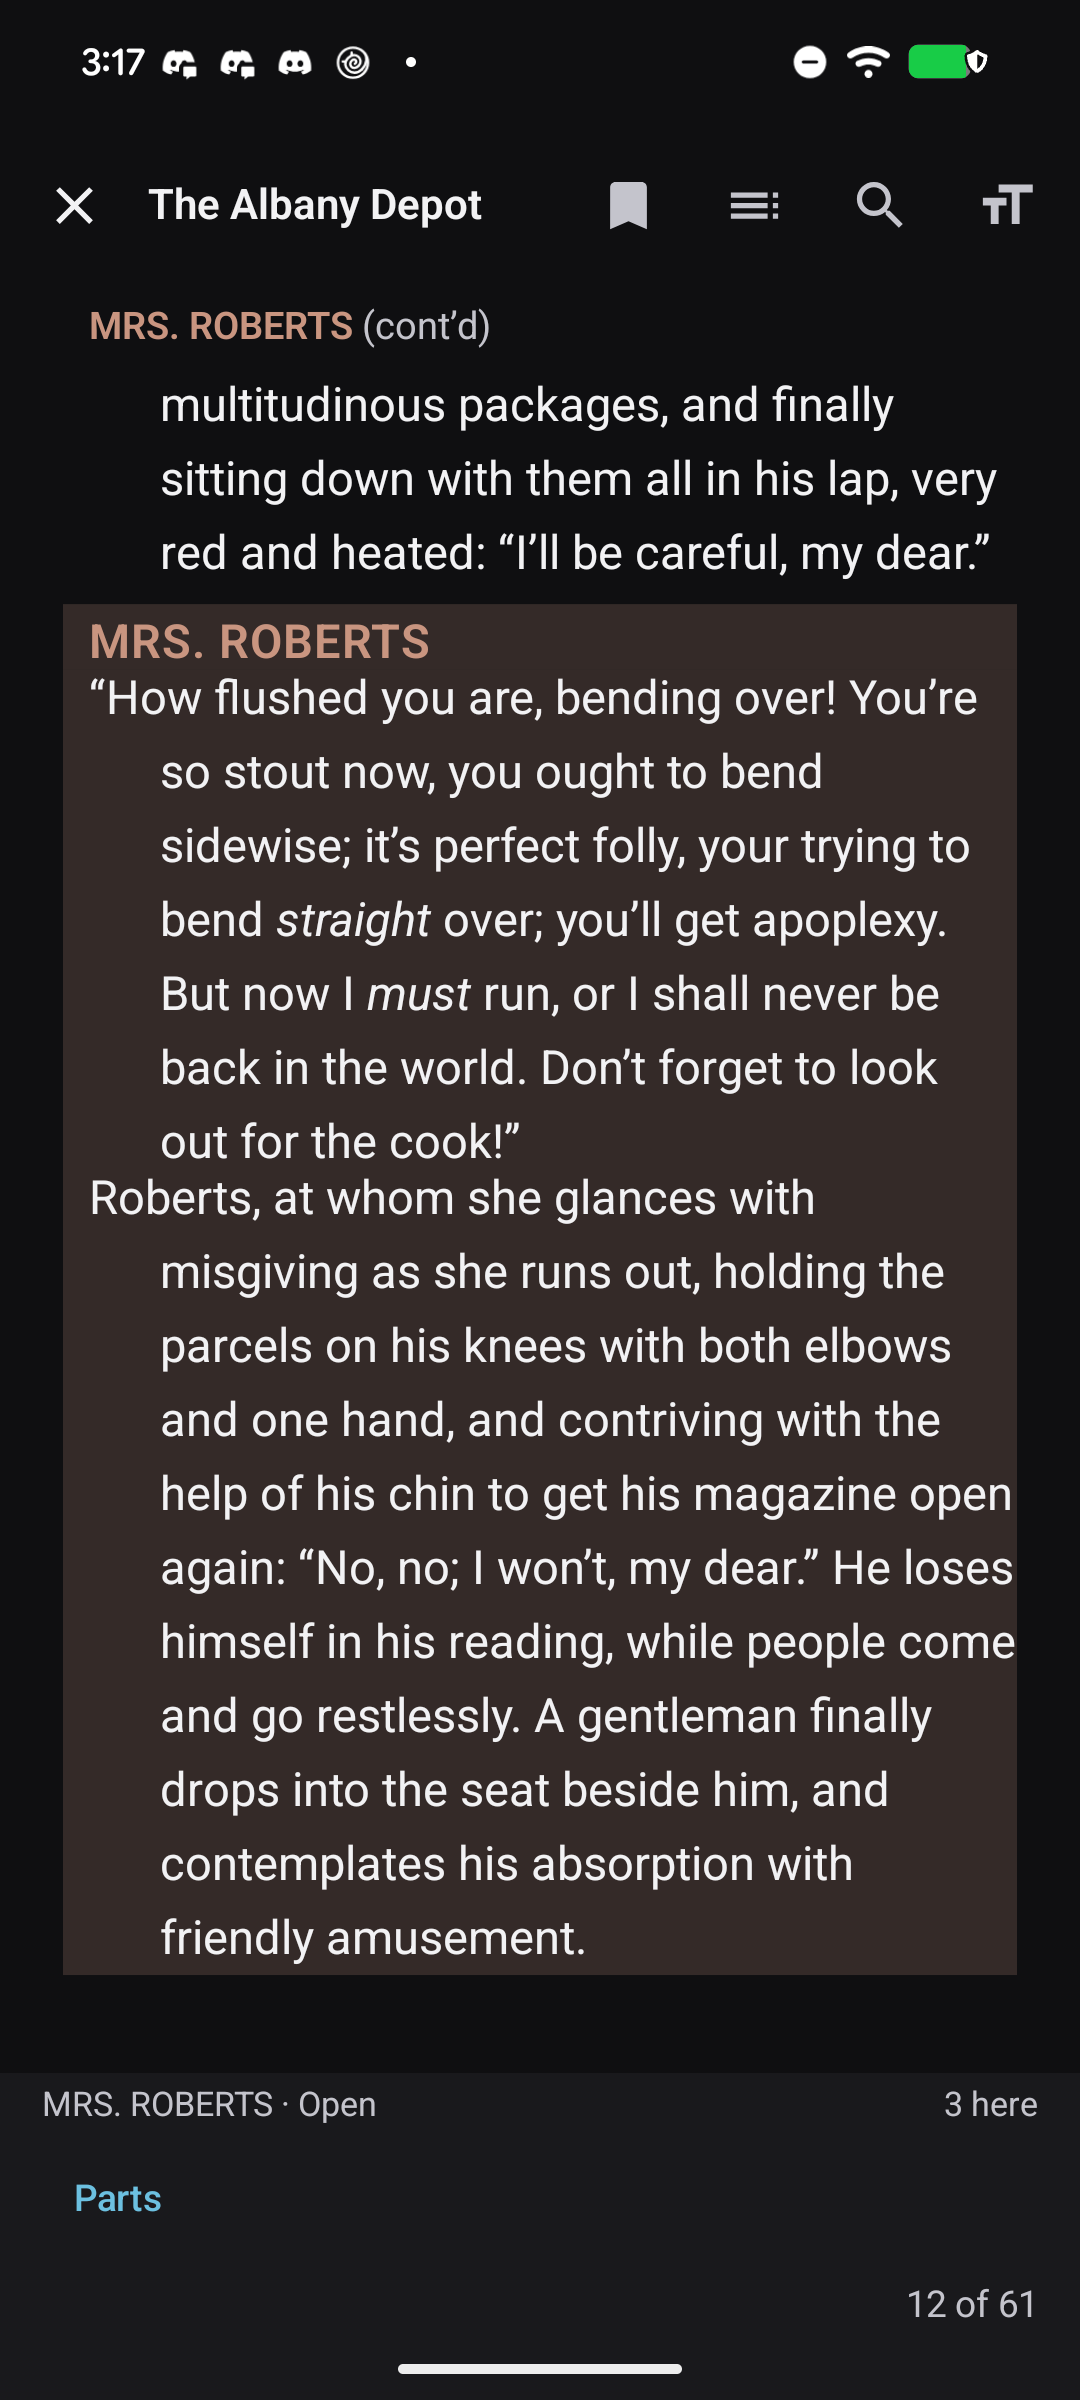 3:17
The Albany Depot
MRS. ROBERTS (cont’d)
multitudinous packages, and finally
sitting down with them all in his lap, very
red and heated: “I’ll be careful, my dear.”
MRS. ROBERTS
“How flushed you are, bending over! You’re
so stout now, you ought to bend
sidewise; it’s perfect folly, your trying to
bend straight over; you’ll get apoplexy.
But now I must run, or I shall never be
back in the world. Don’t forget to look
out for the cook!”
Roberts, at whom she glances with
misgiving as she runs out, holding the
parcels on his knees with both elbows
and one hand, and contriving with the
help of his chin to get his magazine open
again: “No, no; I won’t, my dear.” He loses
himself in his reading, while people come
and go restlessly. A gentleman finally
drops into the seat beside him, and
contemplates his absorption with
friendly amusement.
MRS. ROBERTS · Open
3 here
Parts
12 of 61